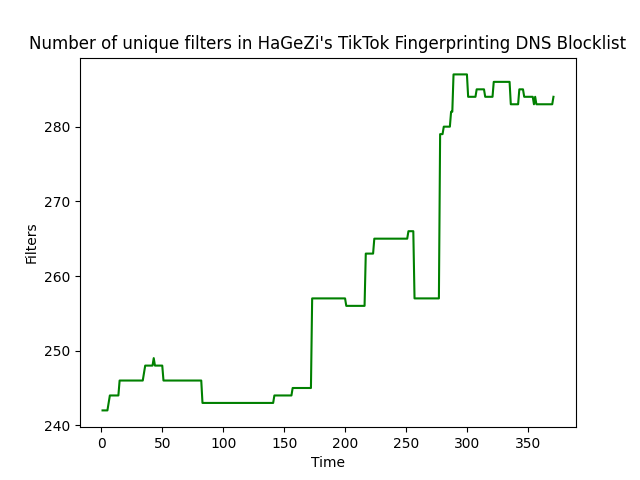 Number of unique filters in HaGeZi's TikTok Fingerprinting DNS Blocklist
280
270
260
250
240
Filters
0 50 100 150 200 250 300 350
Time